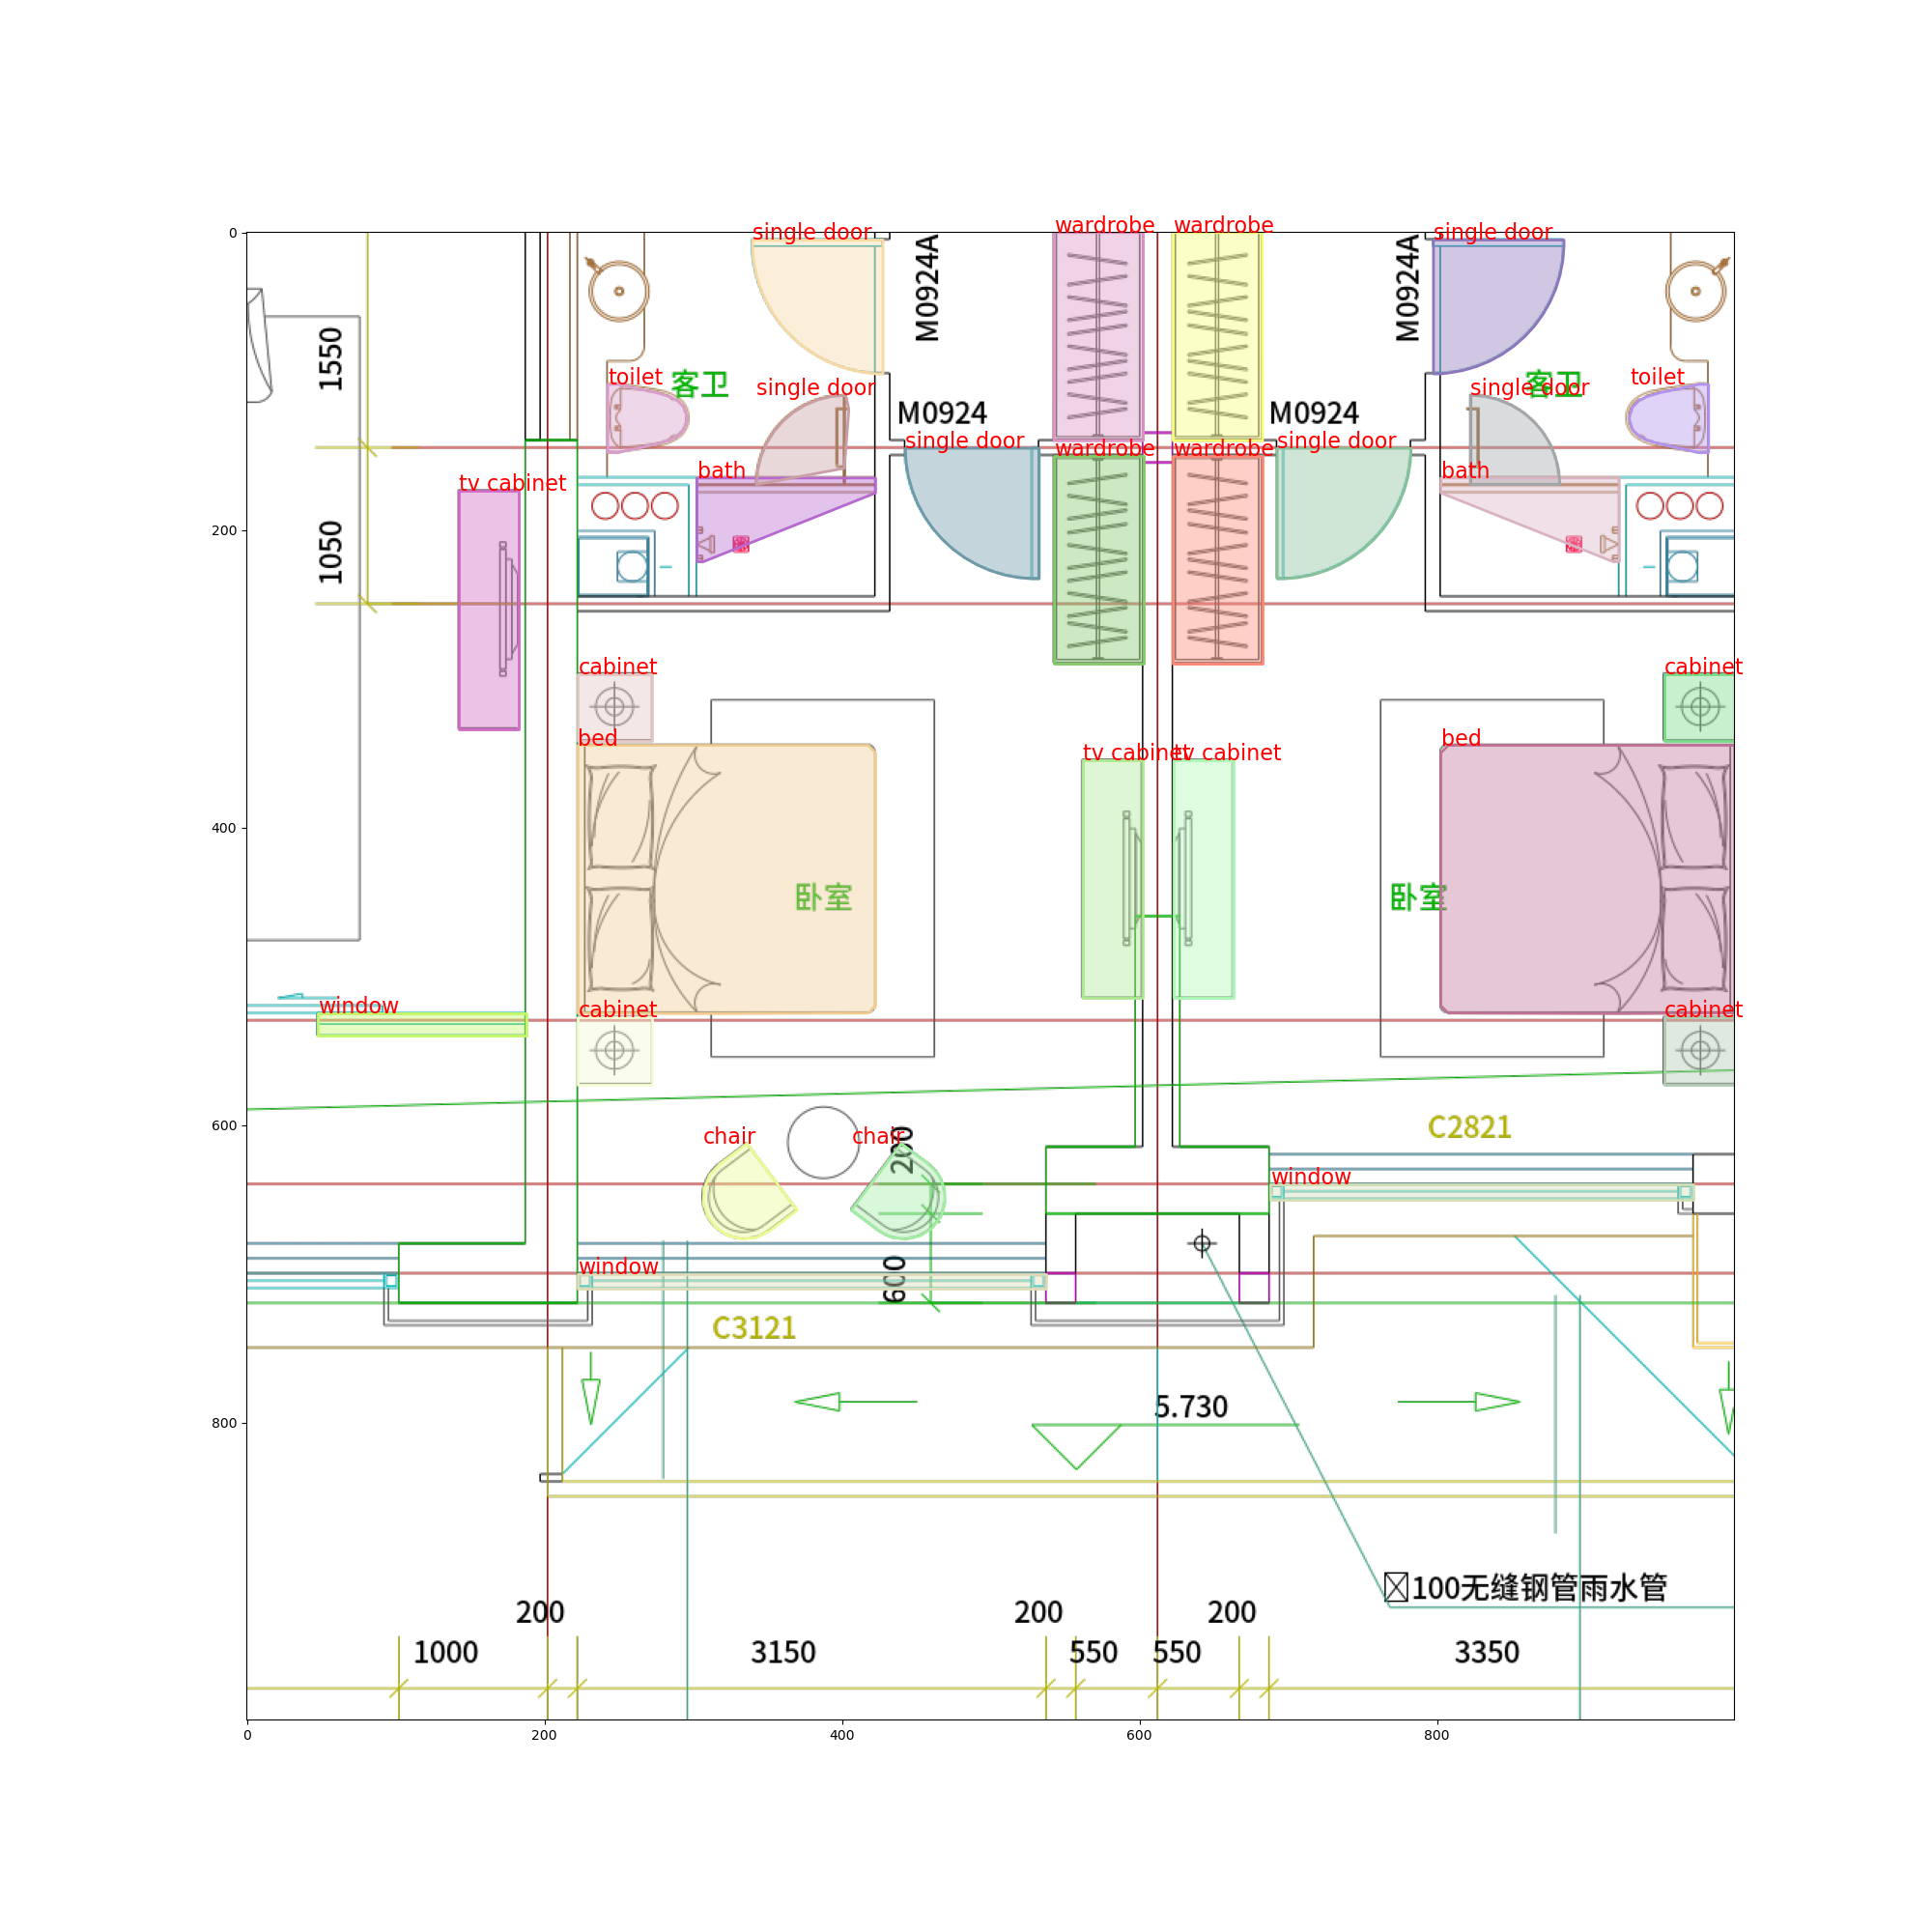 0
wardrobe
wardrobe
single door
single door
M0924A
M0924A
1550
toilet
客卫
single door
M0924
M0924
single door
客卫
toilet
single door
single door
wardrobe
wardrobe
tv cabinet
bath
bath
200
1050
cabinet
cabinet
bed
bed
tv cabinet
tv cabinet
400
卧室
卧室
window
cabinet
cabinet
600
chair
chair
200
C2821
window
window
600
C3121
800
5.730
100无缝钢管雨水管
200
200
200
1000
3150
550
550
3350
0
200
400
600
800